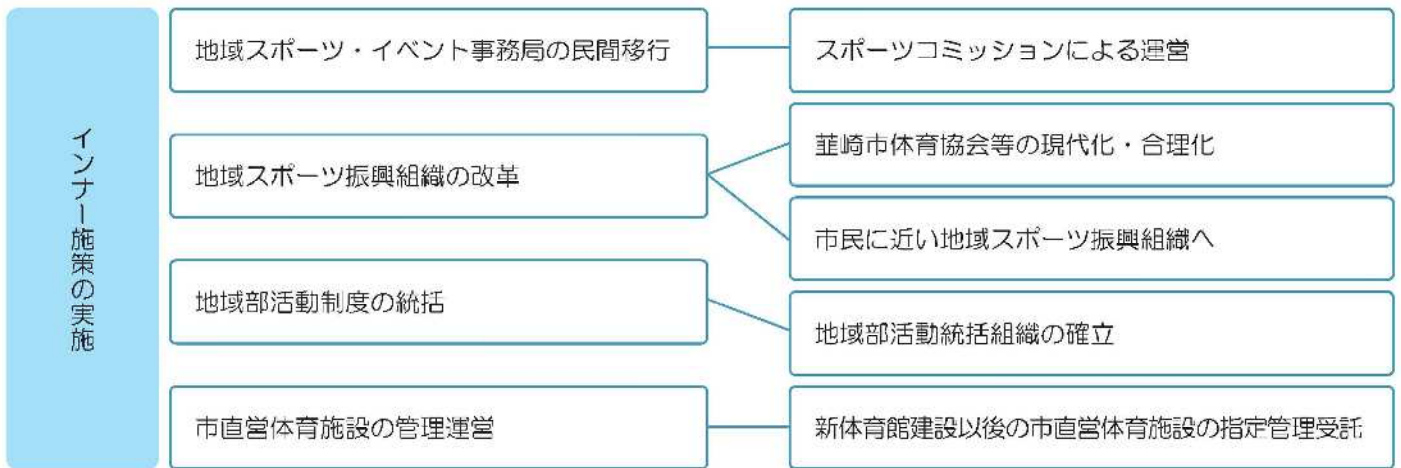 インナー施策の実施
地域スポーツ・イベント事務局の民間移行
スポーツコミッションによる運営
地域スポーツ振興組織の改革
韮崎市体育協会等の現代化・合理化
市民に近い地域スポーツ振興組織へ
地域部活動制度の統括
地域部活動統括組織の確立
市直営体育施設の管理運営
新体育館建設以後の市直営体育施設の指定管理受託